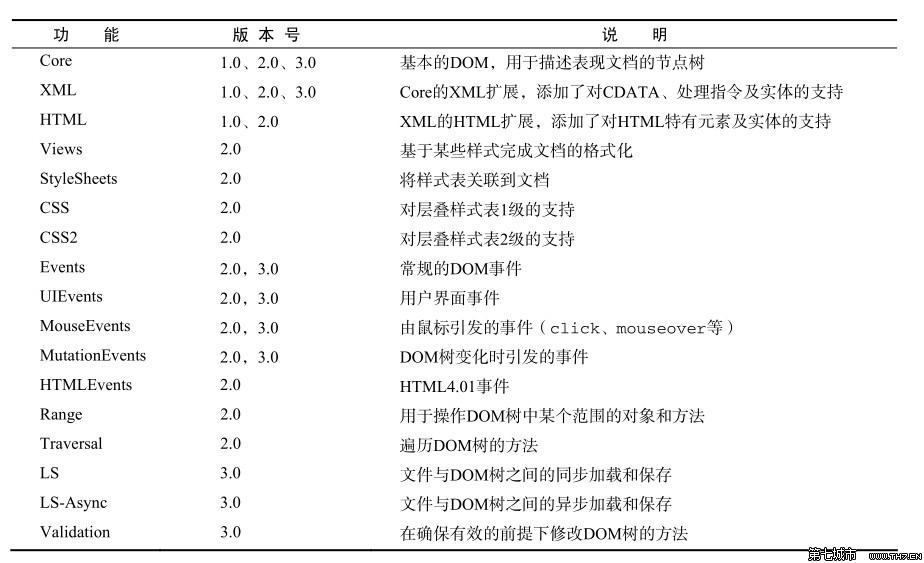 功 能 版 本 号 说 明
Core 1.0、2.0、3.0 基本的DOM，用于描述表现文档的节点树
XML 1.0、2.0、3.0 Core的XML扩展，添加了对CDATA、处理指令及实体的支持
HTML 1.0、2.0 XML的HTML扩展，添加了对HTML特有元素及实体的支持
Views 2.0 基于某些样式完成文档的格式化
StyleSheets 2.0 将样式表关联到文档
CSS 2.0 对层叠样式表1级的支持
CSS2 2.0 对层叠样式表2级的支持
Events 2.0，3.0 常规的DOM事件
UIEvents 2.0，3.0 用户界面事件
MouseEvents 2.0，3.0 由鼠标引发的事件（click、mouseover等）
MutationEvents 2.0，3.0 DOM树变化时引发的事件
HTMLEvents 2.0 HTML4.01事件
Range 2.0 用于操作DOM树中某个范围的对象和方法
Traversal 2.0 遍历DOM树的方法
LS 3.0 文件与DOM树之间的同步加载和保存
LS-Async 3.0 文件与DOM树之间的异步加载和保存
Validation 3.0 在确保有效的前提下修改DOM树的方法
第七城市 WWW.TH7.CN